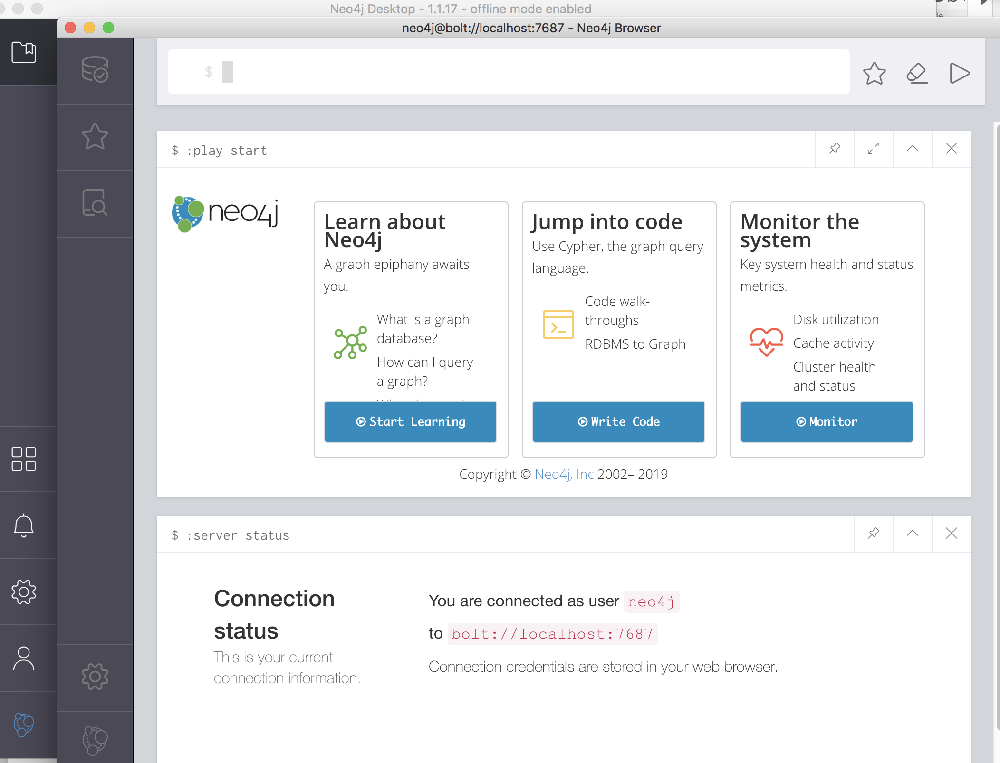 Neo4j Desktop - 1.1.17 - offline mode enabled
neo4j@bolt://localhost:7687 - Neo4j Browser
$
$ :play start
neo4j
Learn about
Neo4j
A graph epiphany awaits
you.
What is a graph
database?
How can I query
a graph?
Start Learning
Jump into code
Use Cypher, the graph query
language.
Code walk-
throughs
RDBMS to Graph
Write Code
Monitor the
system
Key system health and status
metrics.
Disk utilization
Cache activity
Cluster health
and status
Monitor
Copyright © Neo4j, Inc 2002– 2019
$ :server status
Connection
status
This is your current
connection information.
You are connected as user neo4j
to bolt://localhost:7687
Connection credentials are stored in your web browser.